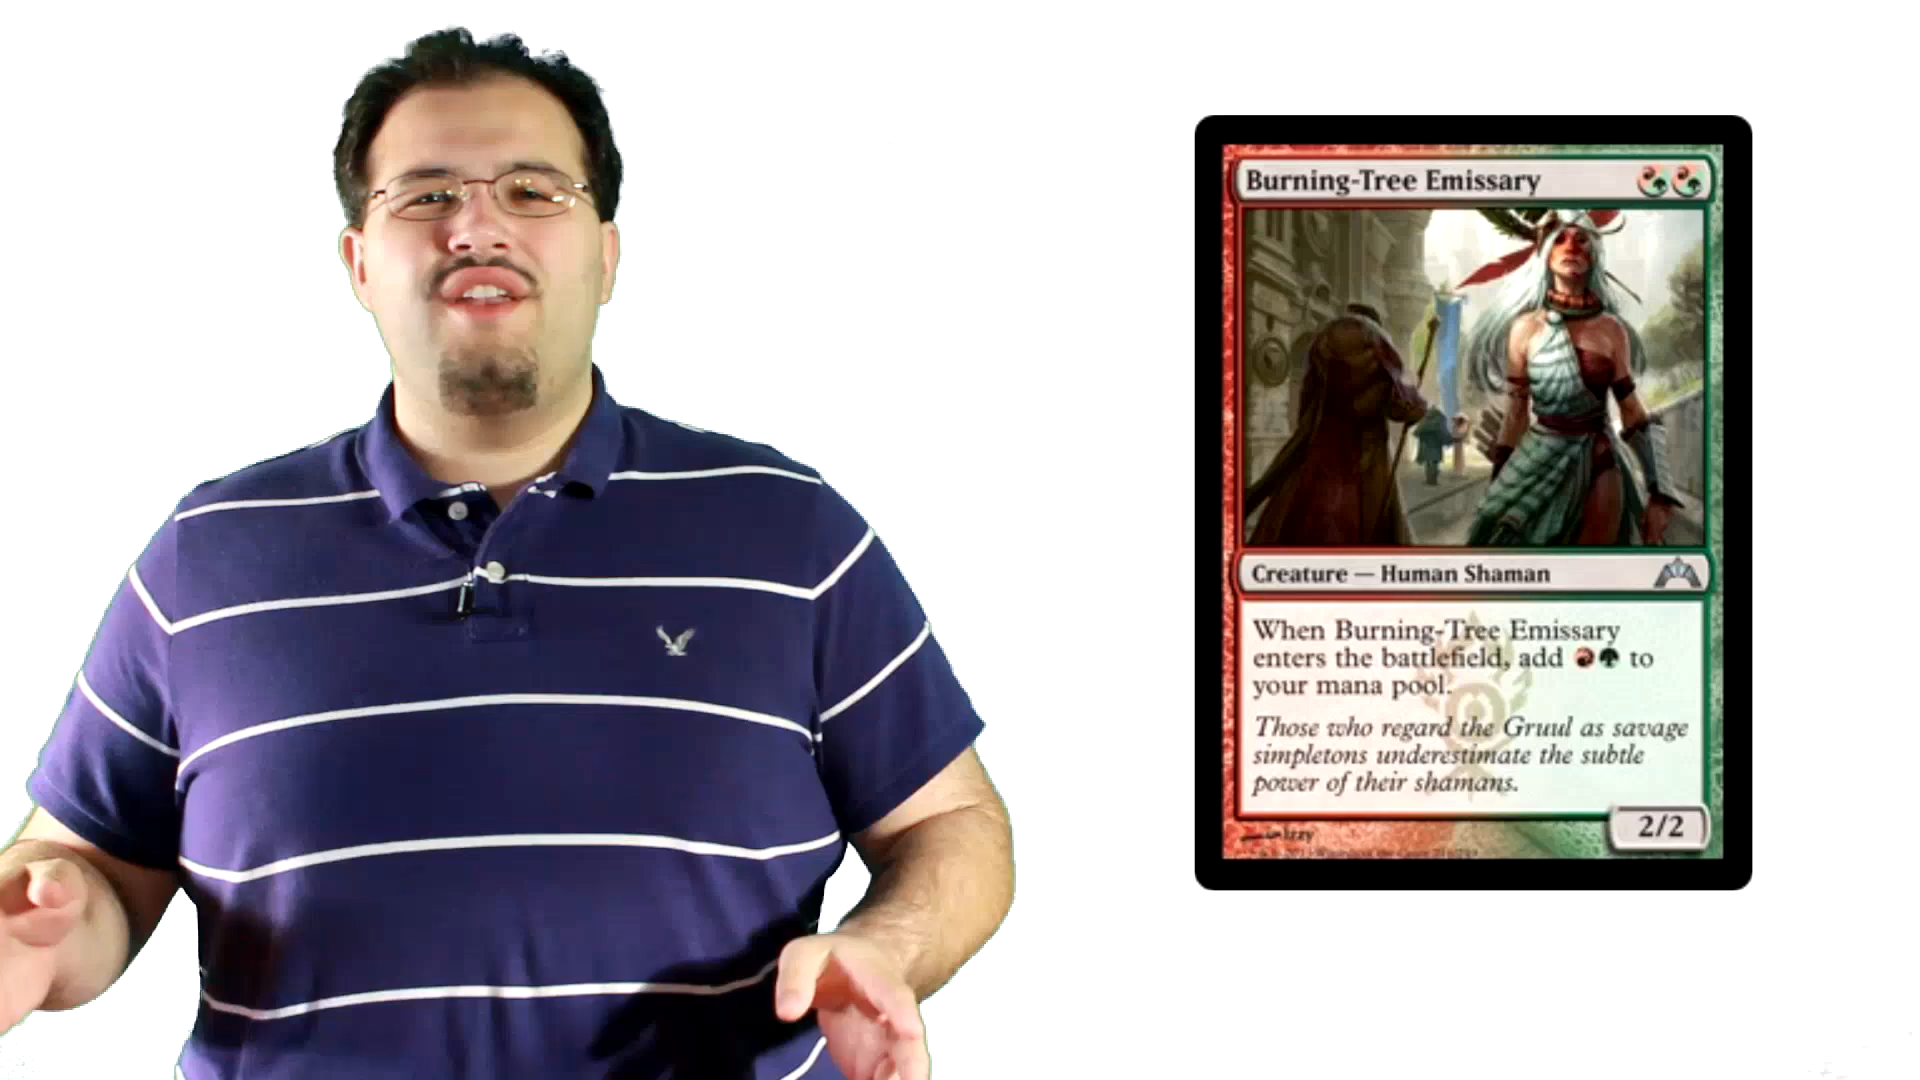 Burning-Tree Emissary
Creature — Human Shaman
When Burning-Tree Emissary
enters the battlefield, add to
your mana pool.
Those who regard the Gruul as savage
simpletons underestimate the subtle
power of their shamans.
2/2